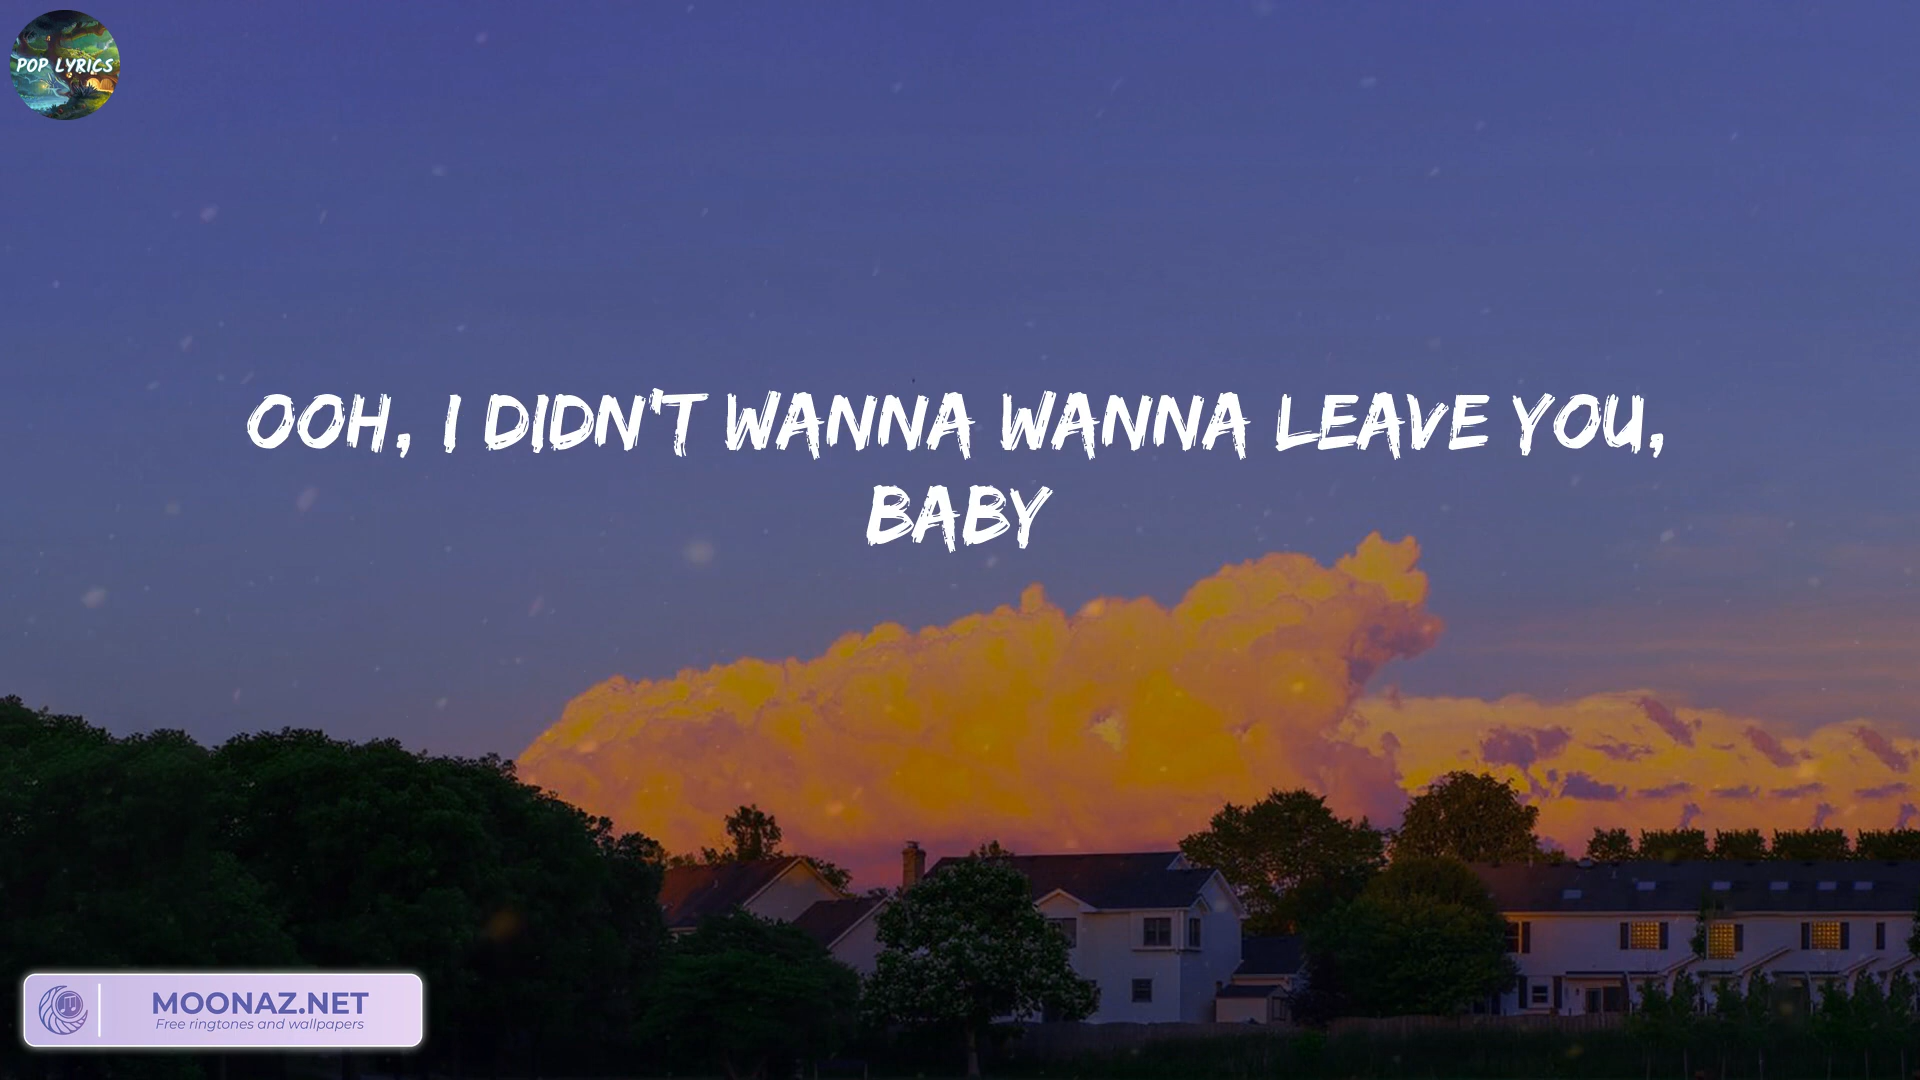 POP LYRICS
OOH, I DIDN'T WANNA WANNA LEAVE YOU,
BABY
MOONAZ.NET
Free ringtones and wallpapers